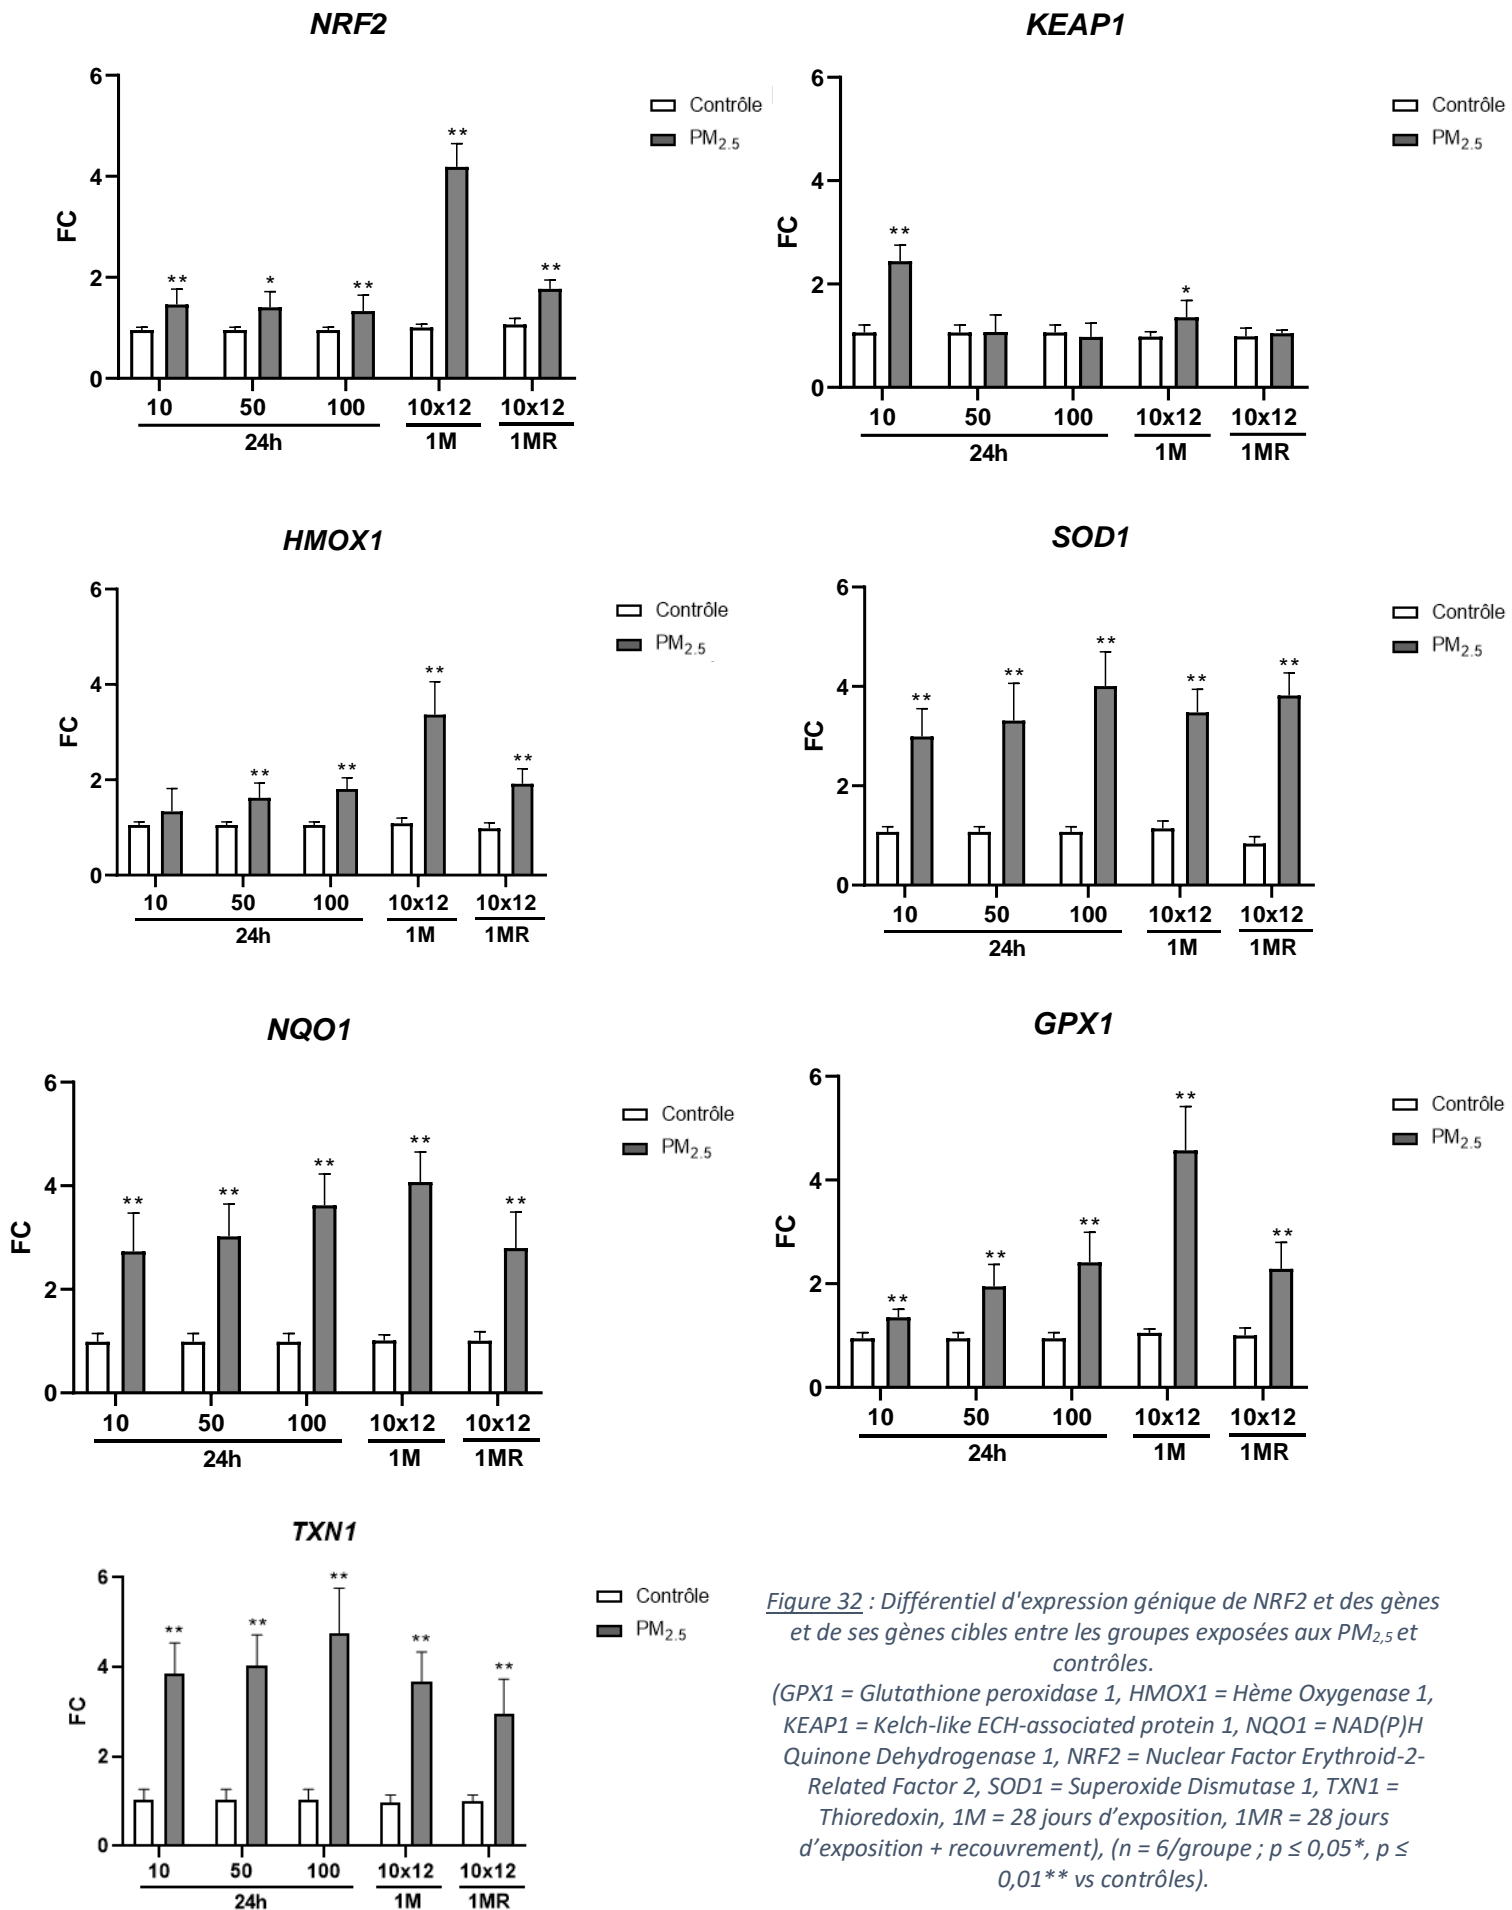 NRF2
6
4
2
0
FC
** * ** ** **
10 50 100 10x12 10x12
24h 1M 1MR
Contrôle
PM2.5
KEAP1
6
4
2
0
FC
** *
10 50 100 10x12 10x12
24h 1M 1MR
Contrôle
PM2.5
HMOX1
6
4
2
0
FC
** ** ** **
10 50 100 10x12 10x12
24h 1M 1MR
Contrôle
PM2.5
SOD1
6
4
2
0
FC
** ** ** ** **
10 50 100 10x12 10x12
24h 1M 1MR
Contrôle
PM2.5
NQO1
6
4
2
0
FC
** ** ** ** **
10 50 100 10x12 10x12
24h 1M 1MR
Contrôle
PM2.5
GPX1
6
4
2
0
FC
** ** ** ** **
10 50 100 10x12 10x12
24h 1M 1MR
Contrôle
PM2.5
TXN1
6
4
2
0
FC
** ** ** ** **
10 50 100 10x12 10x12
24h 1M 1MR
Contrôle
PM2.5
Figure 32 : Différentiel d'expression génique de NRF2 et des gènes
et de ses gènes cibles entre les groupes exposées aux PM2,5 et
contrôles.
(GPX1 = Glutathione peroxidase 1, HMOX1 = Hème Oxygenase 1,
KEAP1 = Kelch-like ECH-associated protein 1, NQO1 = NAD(P)H
Quinone Dehydrogenase 1, NRF2 = Nuclear Factor Erythroid-2-
Related Factor 2, SOD1 = Superoxide Dismutase 1, TXN1 =
Thioredoxin, 1M = 28 jours d’exposition, 1MR = 28 jours
d’exposition + recouvrement), (n = 6/groupe ; p ≤ 0,05*, p ≤
0,01** vs contrôles).